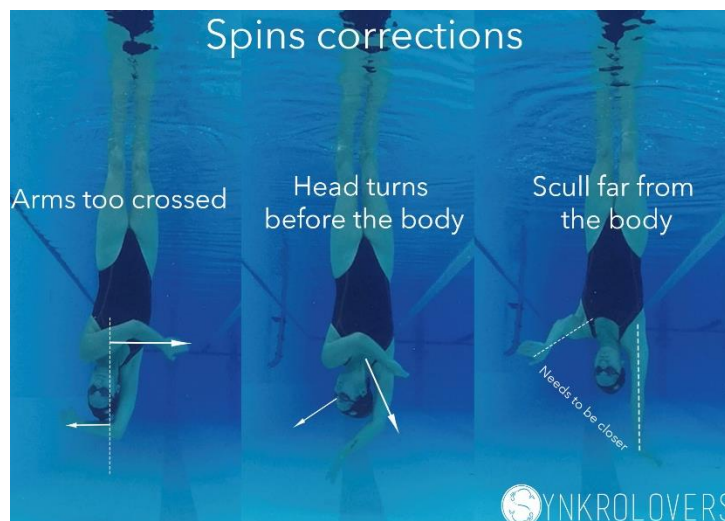 Spins corrections
Arms too crossed
Head turns
before the body
Scull far from
the body
Needs to be closer
SYNKROLOVERS